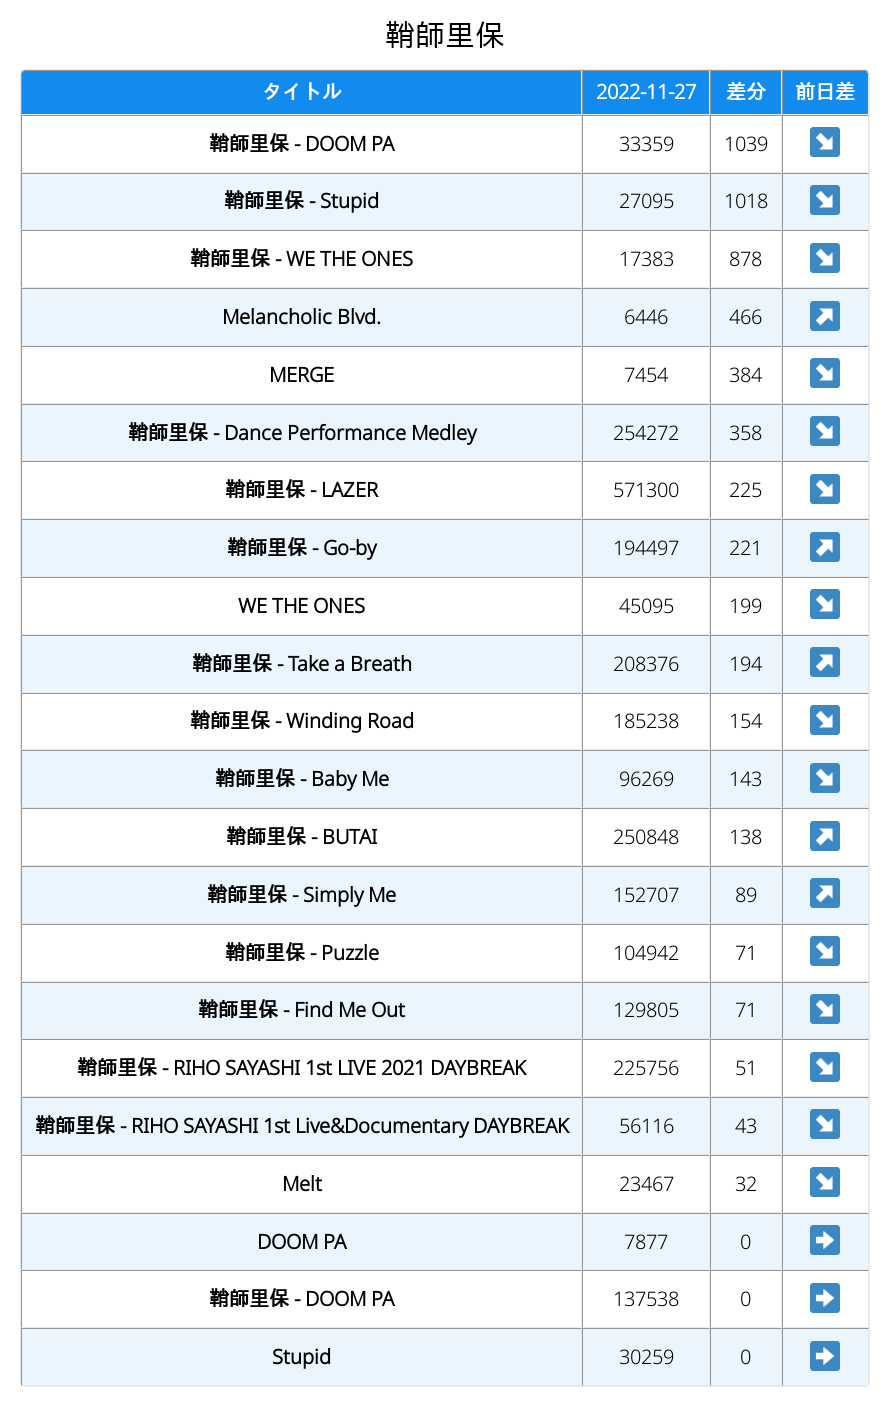 鞘師里保
タイトル 2022-11-27 差分 前日差
鞘師里保 - DOOM PA 33359 1039 ↘
鞘師里保 - Stupid 27095 1018 ↘
鞘師里保 - WE THE ONES 17383 878 ↘
Melancholic Blvd. 6446 466 ↗
MERGE 7454 384 ↘
鞘師里保 - Dance Performance Medley 254272 358 ↘
鞘師里保 - LAZER 571300 225 ↘
鞘師里保 - Go-by 194497 221 ↗
WE THE ONES 45095 199 ↘
鞘師里保 - Take a Breath 208376 194 ↗
鞘師里保 - Winding Road 185238 154 ↘
鞘師里保 - Baby Me 96269 143 ↘
鞘師里保 - BUTAI 250848 138 ↗
鞘師里保 - Simply Me 152707 89 ↗
鞘師里保 - Puzzle 104942 71 ↘
鞘師里保 - Find Me Out 129805 71 ↘
鞘師里保 - RIHO SAYASHI 1st LIVE 2021 DAYBREAK 225756 51 ↘
鞘師里保 - RIHO SAYASHI 1st Live&Documentary DAYBREAK 56116 43 ↘
Melt 23467 32 ↘
DOOM PA 7877 0 ➡
鞘師里保 - DOOM PA 137538 0 ➡
Stupid 30259 0 ➡